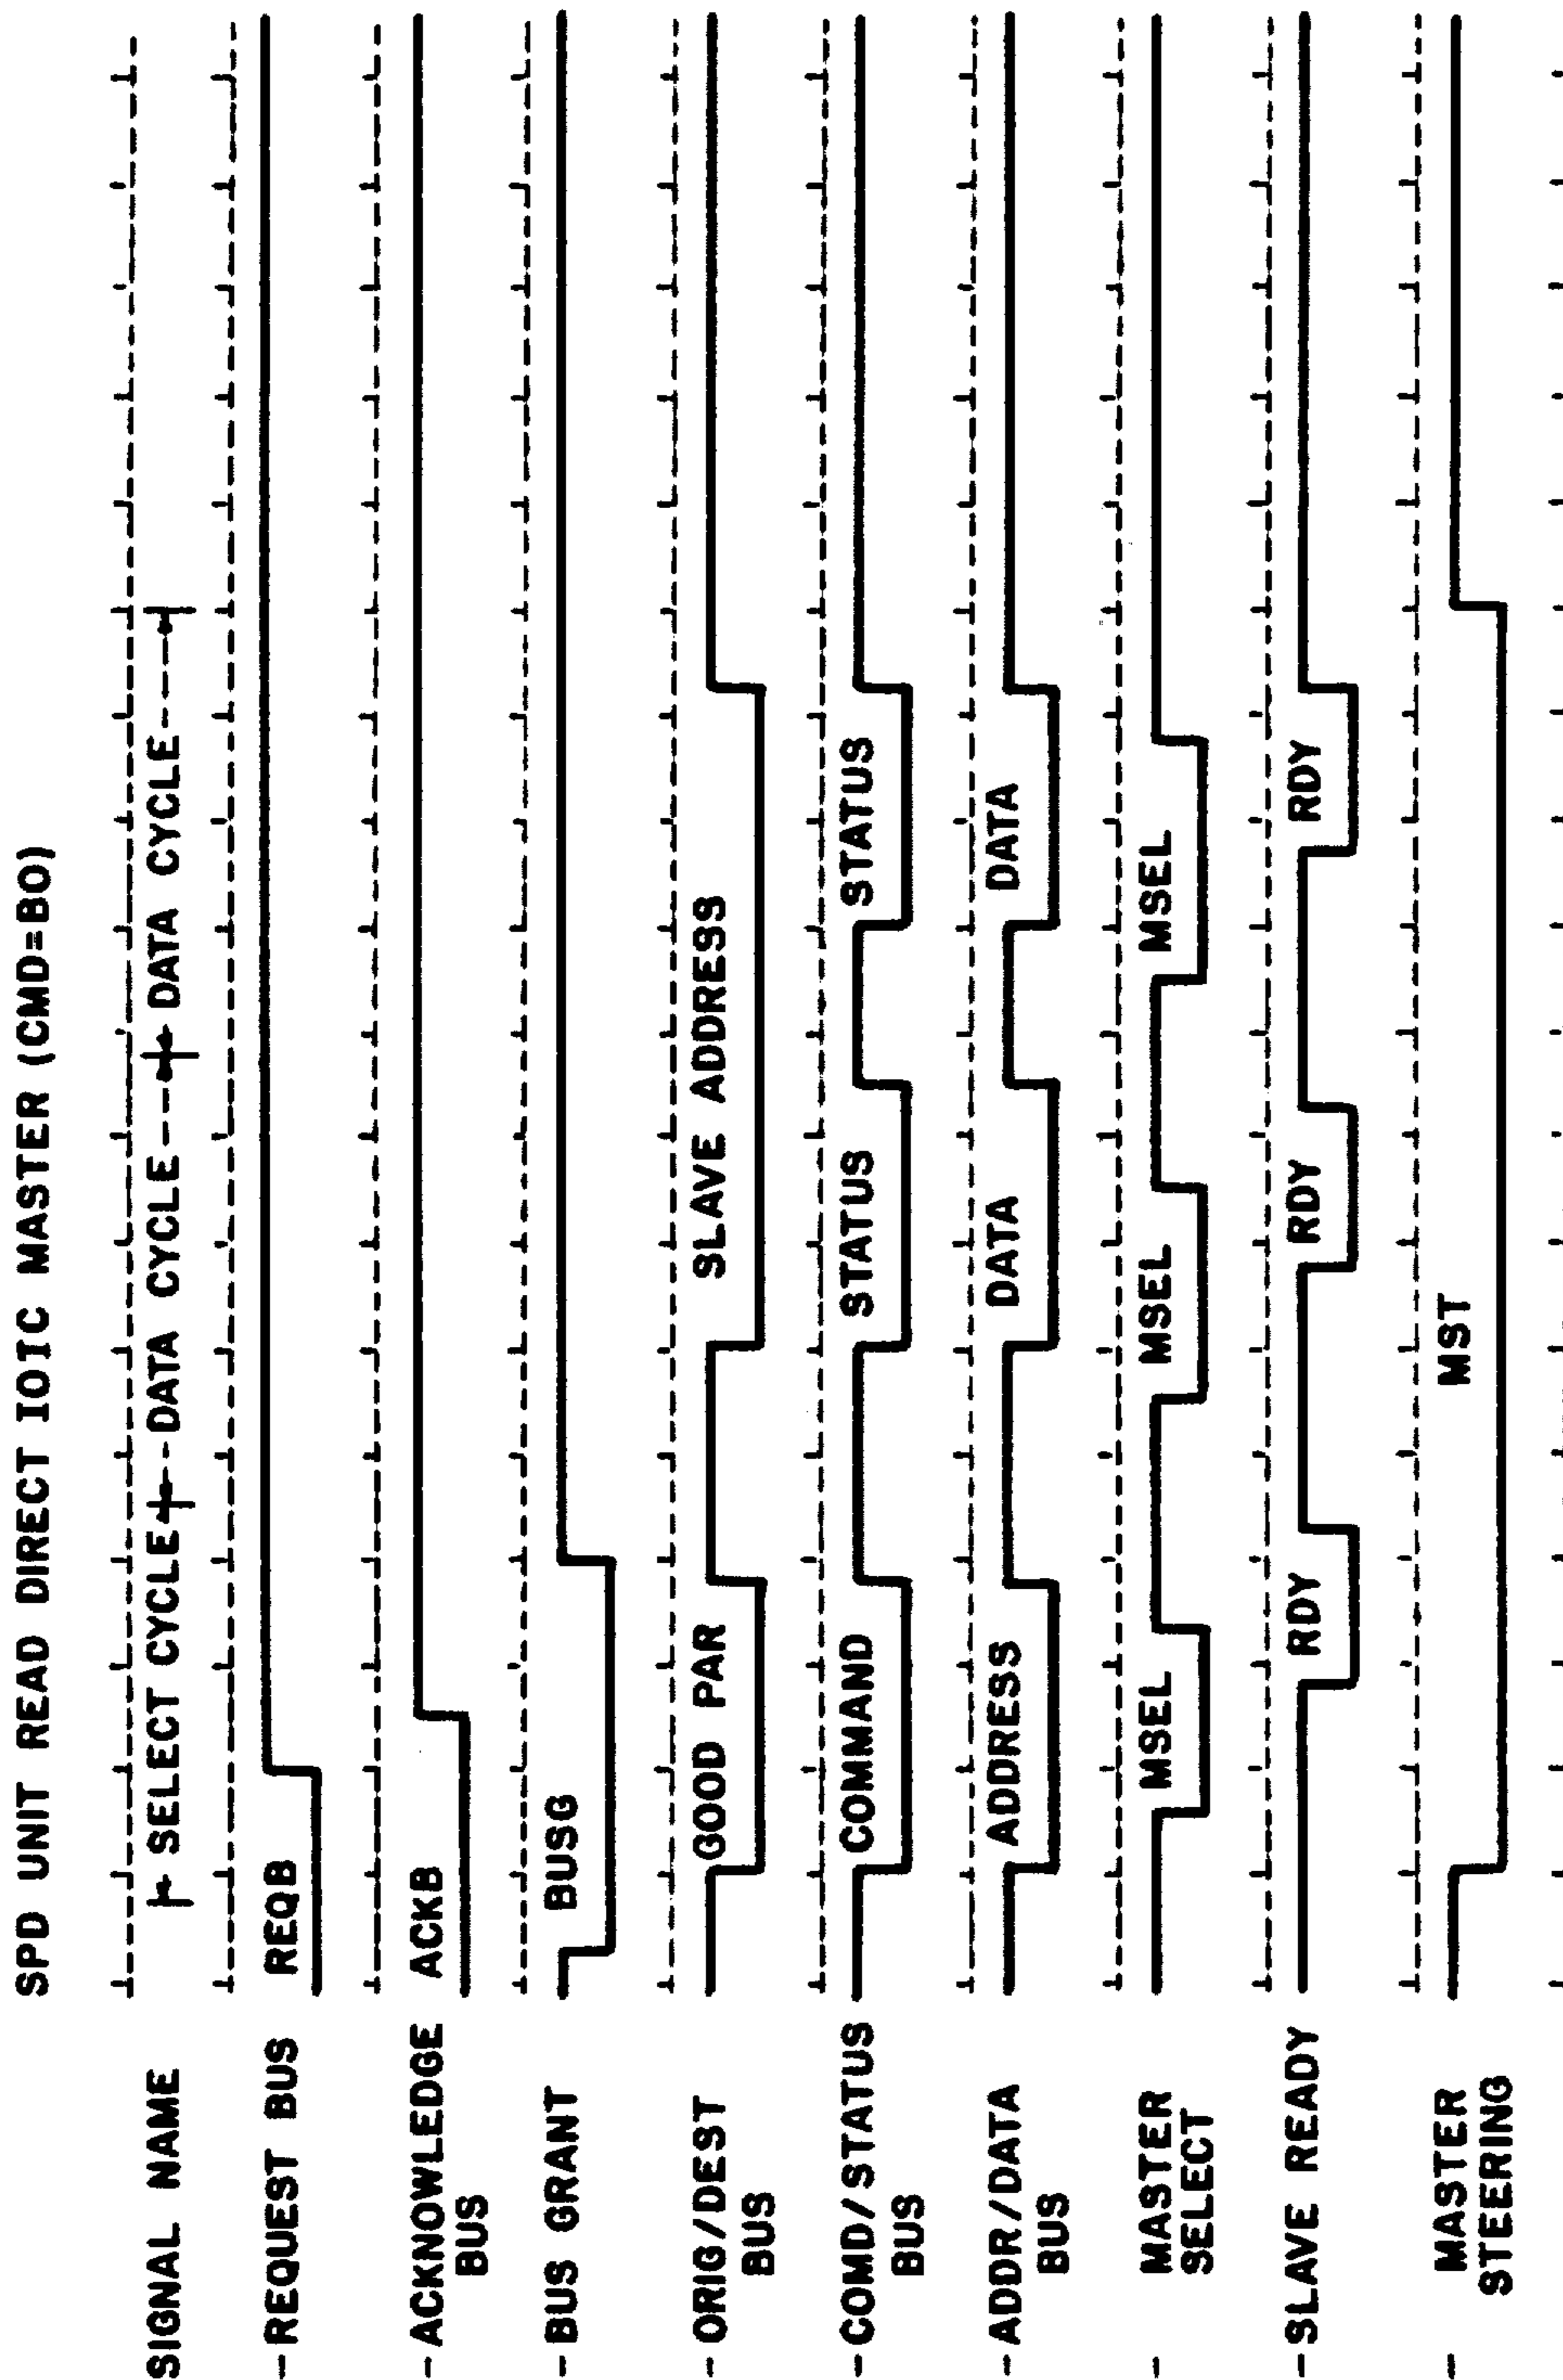 SPD UNIT READ DIRECT IOTIC MASTER (CMD=B0)
SIGNAL NAME
SELECT CYCLE
DATA CYCLE
DATA CYCLE
- REQUEST BUS
REQB
- ACKNOWLEDGE BUS
ACKB
- BUS GRANT
BUSG
- ORIG/DEST BUS
GOOD PAR
SLAVE ADDRESS
- COMD/STATUS BUS
COMMAND
STATUS
STATUS
- ADDR/DATA BUS
ADDRESS
DATA
DATA
- MASTER SELECT
MSEL
MSEL
MSEL
- SLAVE READY
RDY
RDY
RDY
- MASTER STEERING
MST